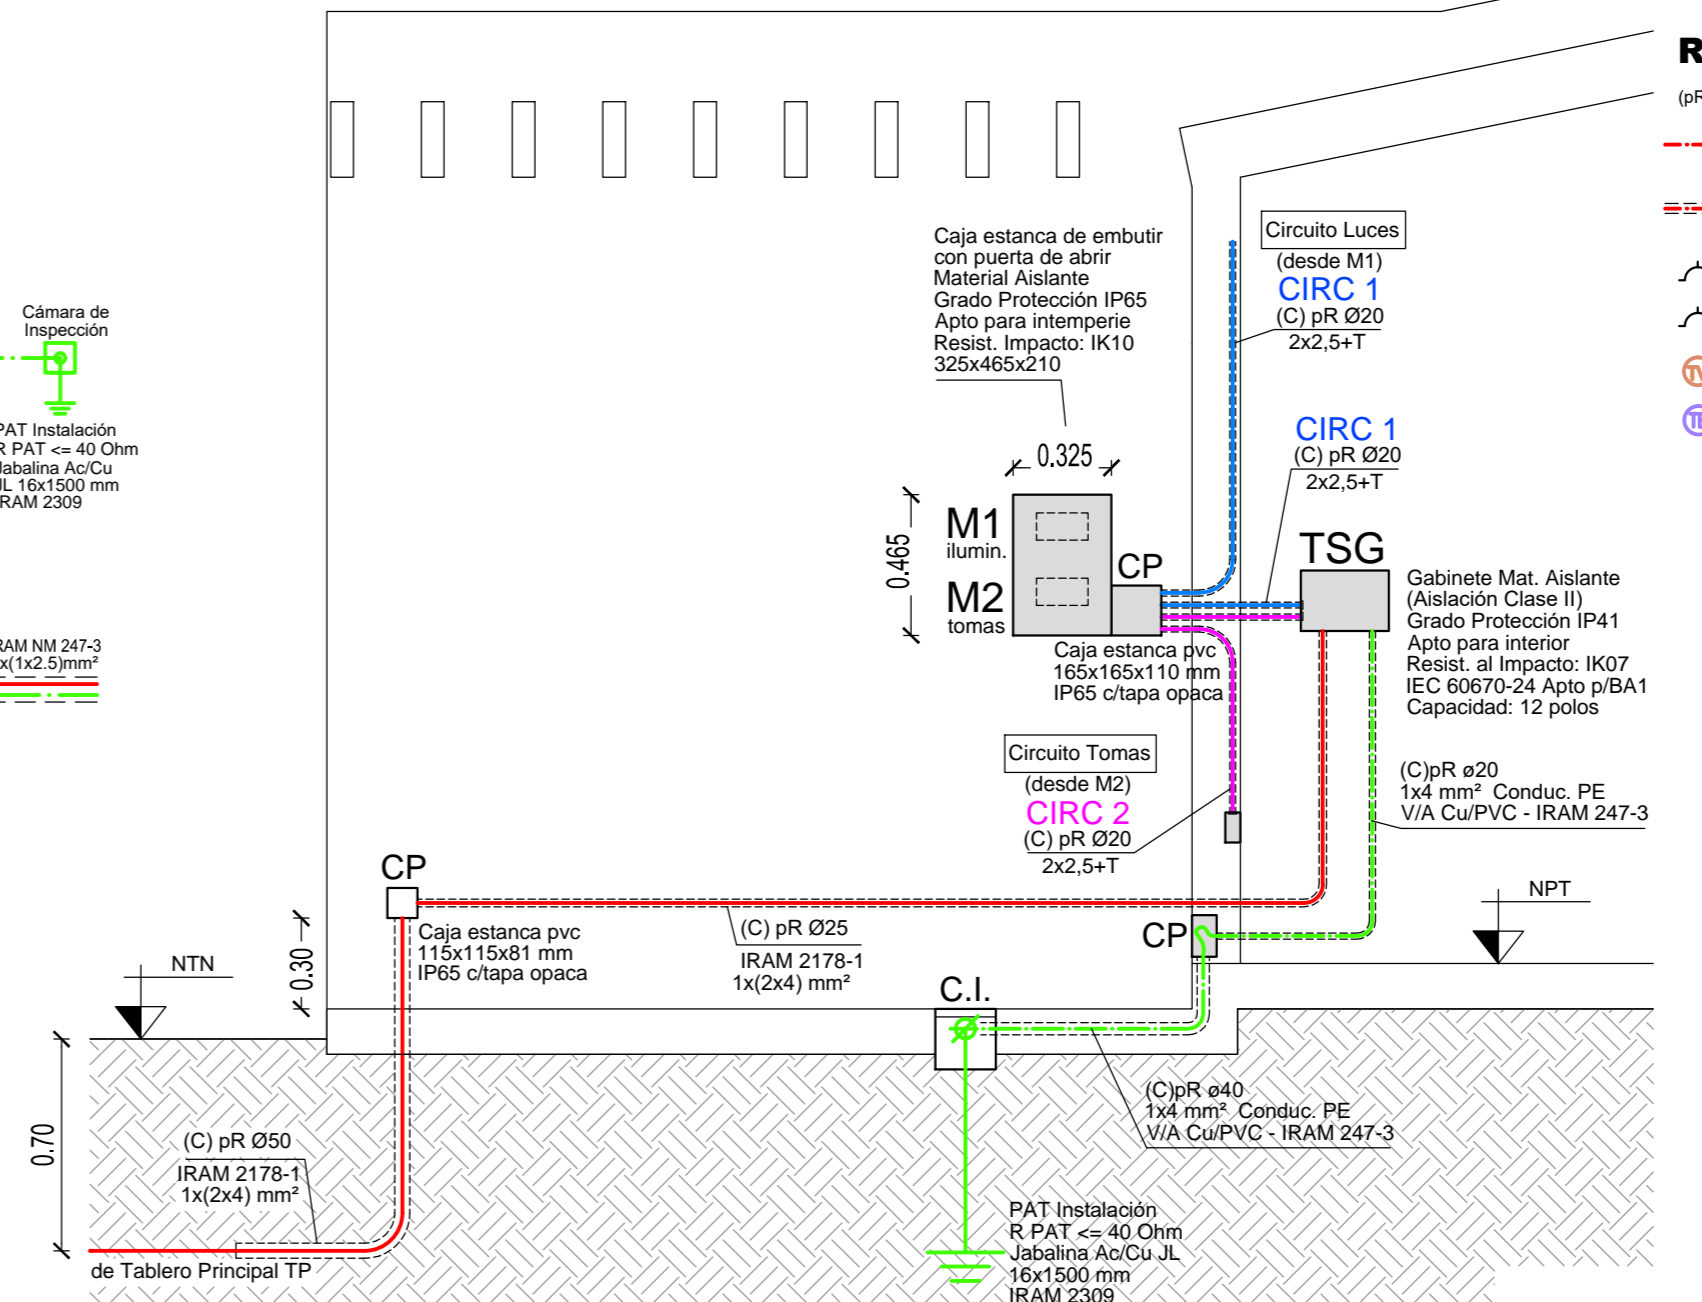 Cámara de
Inspección
PAT Instalación
R PAT <= 40 Ohm
Jabalina Ac/Cu
JL 16x1500 mm
IRAM 2309
IRAM NM 247-3
x(1x2.5)mm²
Caja estanca de embutir
con puerta de abrir
Material Aislante
Grado Protección IP65
Apto para intemperie
Resist. Impacto: IK10
325x465x210
0.325
0.465
M1
ilumin.
M2
tomas
CP
Caja estanca pvc
165x165x110 mm
IP65 c/tapa opaca
Circuito Luces
(desde M1)
CIRC 1
(C) pR Ø20
2x2,5+T
CIRC 1
(C) pR Ø20
2x2,5+T
TSG
Gabinete Mat. Aislante
(Aislación Clase II)
Grado Protección IP41
Apto para interior
Resist. al Impacto: IK07
IEC 60670-24 Apto p/BA1
Capacidad: 12 polos
Circuito Tomas
(desde M2)
CIRC 2
(C) pR Ø20
2x2,5+T
(C)pR ø20
1x4 mm² Conduc. PE
V/A Cu/PVC - IRAM 247-3
CP
Caja estanca pvc
115x115x81 mm
IP65 c/tapa opaca
(C) pR Ø25
IRAM 2178-1
1x(2x4) mm²
CP
NPT
NTN
0.30
C.I.
0.70
(C) pR Ø50
IRAM 2178-1
1x(2x4) mm²
de Tablero Principal TP
(C)pR ø40
1x4 mm² Conduc. PE
V/A Cu/PVC - IRAM 247-3
PAT Instalación
R PAT <= 40 Ohm
Jabalina Ac/Cu JL
16x1500 mm
IRAM 2309
R
(pR